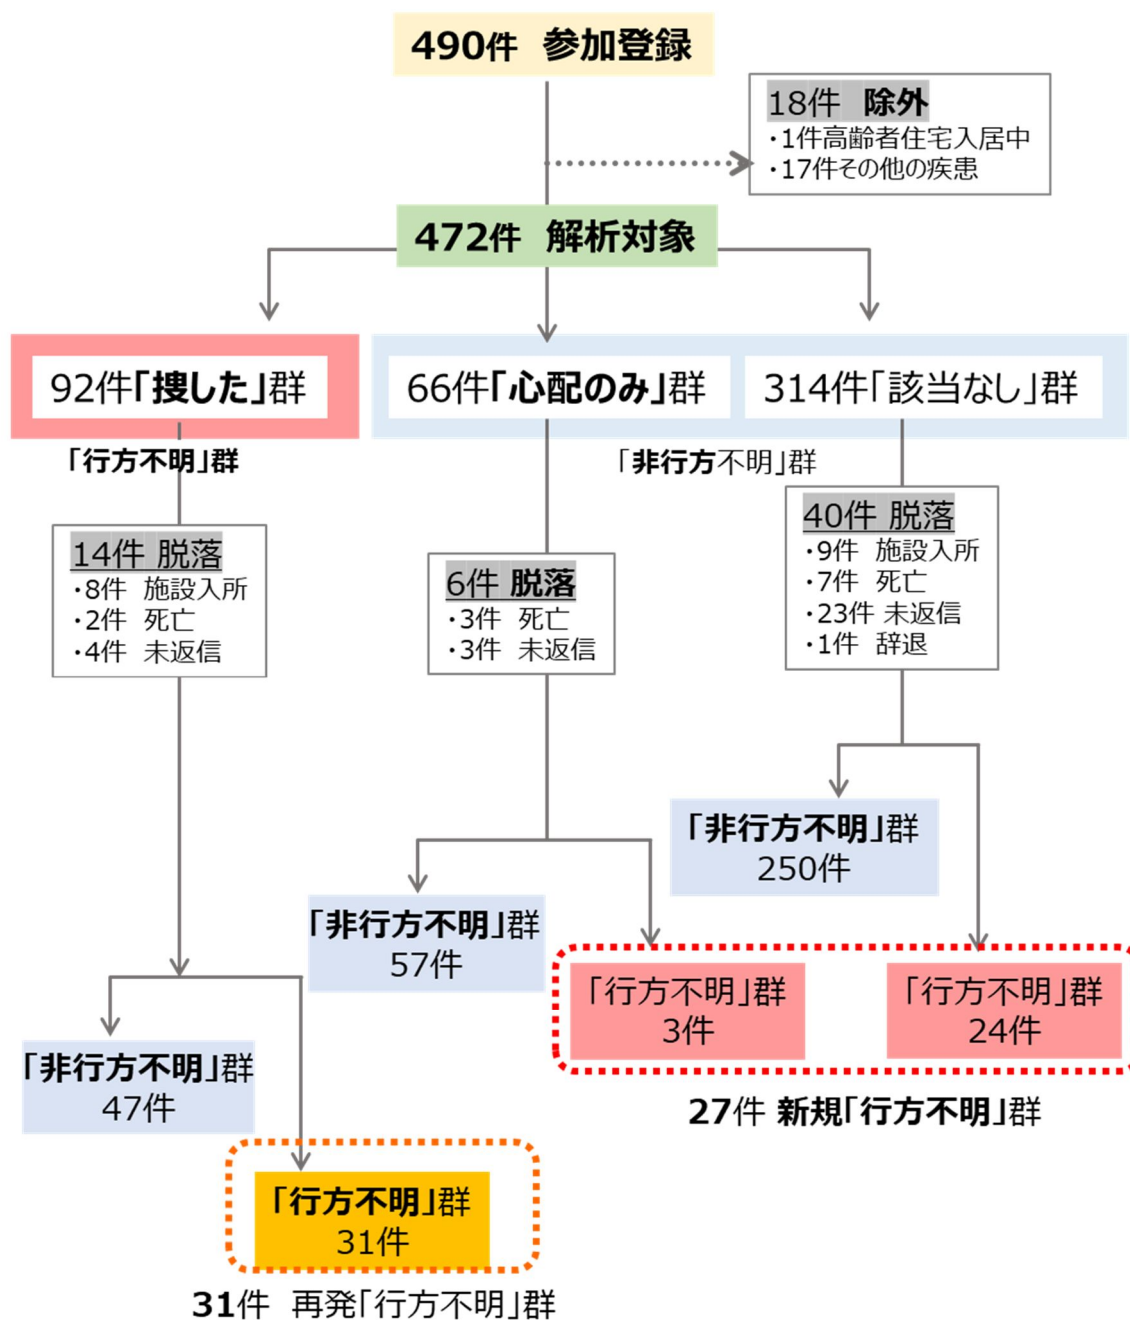 490件 参加登録
18件 除外
・1件高齢者住宅入居中
・17件その他の疾患
472件 解析対象
92件「捜した」群
66件「心配のみ」群
314件「該当なし」群
「行方不明」群
「非行方不明」群
14件 脱落
・8件 施設入所
・2件 死亡
・4件 未返信
6件 脱落
・3件 死亡
・3件 未返信
40件 脱落
・9件 施設入所
・7件 死亡
・23件 未返信
・1件 辞退
「非行方不明」群
250件
「非行方不明」群
57件
「行方不明」群
3件
「行方不明」群
24件
27件 新規「行方不明」群
「非行方不明」群
47件
「行方不明」群
31件
31件 再発「行方不明」群